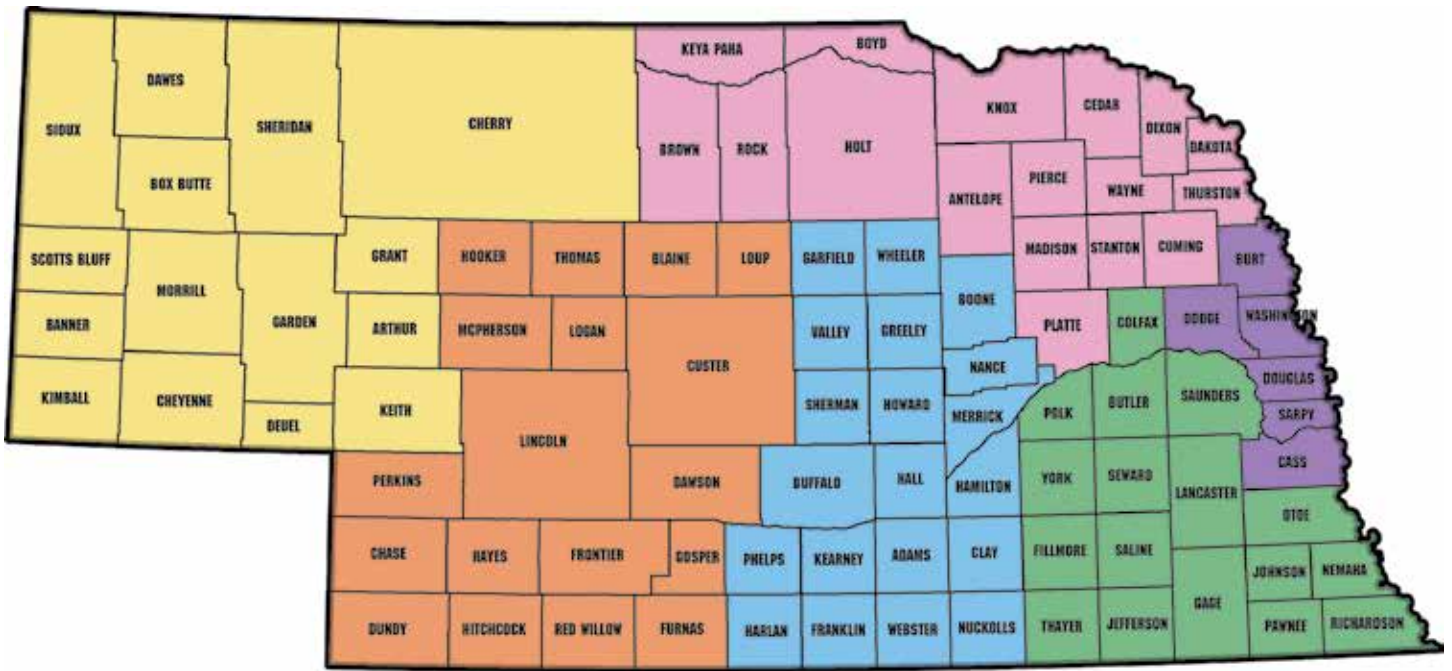 KEYA PAHA
BOYD
DAWES
SIOUX
SHERIDAN
CHERRY
KNOX
CEDAR
DIXON
DAKOTA
BROWN
ROCK
HOLT
BOX BUTTE
ANTELOPE
PIERCE
WAYNE
THURSTON
SCOTTS BLUFF
MORRILL
GRANT
HOOKER
THOMAS
BLAINE
LOUP
GARFIELD
WHEELER
MADISON
STANTON
CUMING
BURT
BANNER
GARDEN
ARTHUR
MCPHERSON
LOGAN
CUSTER
VALLEY
GREELEY
BOONE
PLATTE
COLFAX
DODGE
WASHINGTON
KIMBALL
CHEYENNE
DEUEL
KEITH
LINCOLN
SHERMAN
HOWARD
NANCE
MERRICK
POLK
BUTLER
SAUNDERS
DOUGLAS
SARPY
CASS
PERKINS
DAWSON
BUFFALO
HALL
HAMILTON
YORK
SEWARD
LANCASTER
OTOE
CHASE
HAYES
FRONTIER
GOSPER
PHELPS
KEARNEY
ADAMS
CLAY
FILLMORE
SALINE
GAGE
JOHNSON
NEMAHA
DUNDY
HITCHCOCK
RED WILLOW
FURNAS
HARLAN
FRANKLIN
WEBSTER
NUCKOLLS
THAYER
JEFFERSON
PAWNEE
RICHARDSON